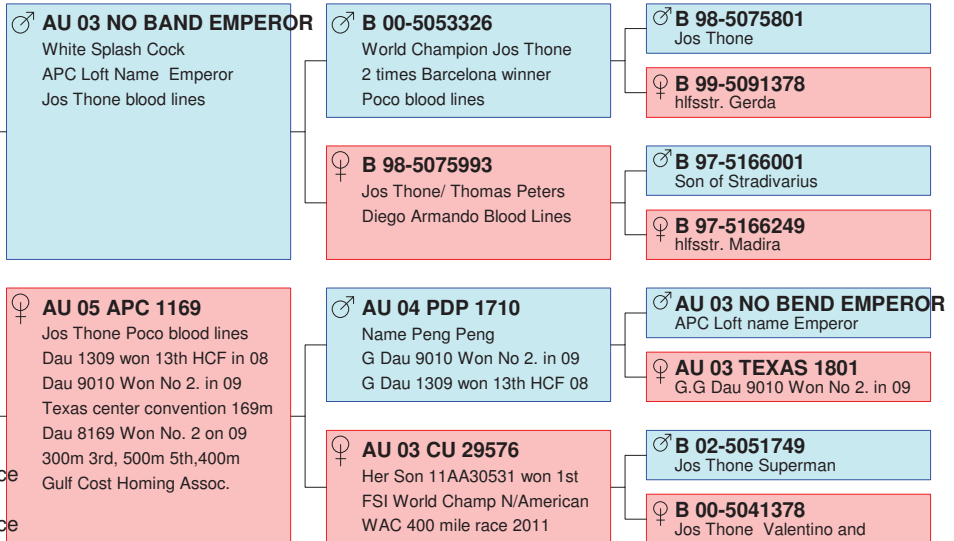 AU 03 NO BAND EMPEROR
White Splash Cock
APC Loft Name Emperor
Jos Thone blood lines
AU 05 APC 1169
Jos Thone Poco blood lines
Dau 1309 won 13th HCF in 08
Dau 9010 Won No 2. in 09
Texas center convention 169m
Dau 8169 Won No. 2 on 09
300m 3rd, 500m 5th,400m
Gulf Cost Homing Assoc.
ce
ce
B 00-5053326
World Champion Jos Thone
2 times Barcelona winner
Poco blood lines
B 98-5075993
Jos Thone/ Thomas Peters
Diego Armando Blood Lines
AU 04 PDP 1710
Name Peng Peng
G Dau 9010 Won No 2. in 09
G Dau 1309 won 13th HCF 08
AU 03 CU 29576
Her Son 11AA30531 won 1st
FSI World Champ N/American
WAC 400 mile race 2011
B 98-5075801
Jos Thone
B 99-5091378
hlfsstr. Gerda
B 97-5166001
Son of Stradivarius
B 97-5166249
hlfsstr. Madira
AU 03 NO BEND EMPEROR
APC Loft name Emperor
AU 03 TEXAS 1801
G.G Dau 9010 Won No 2. in 09
B 02-5051749
Jos Thone Superman
B 00-5041378
Jos Thone Valentino and